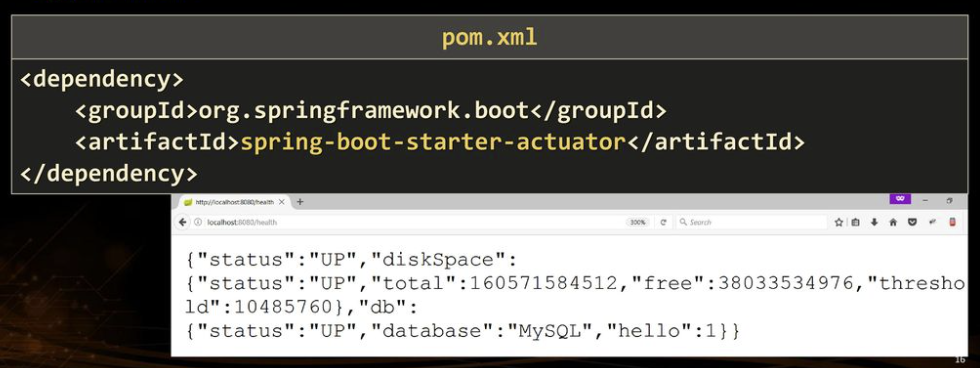 pom.xml
<dependency>
    <groupId>org.springframework.boot</groupId>
    <artifactId>spring-boot-starter-actuator</artifactId>
</dependency>
http://localhost:8080/health
localhost:8080/health
300%
Search
{"status":"UP","diskSpace":
{"status":"UP","total":160571584512,"free":38033534976,"thresho
ld":10485760},"db":
{"status":"UP","database":"MySQL","hello":1}}
16